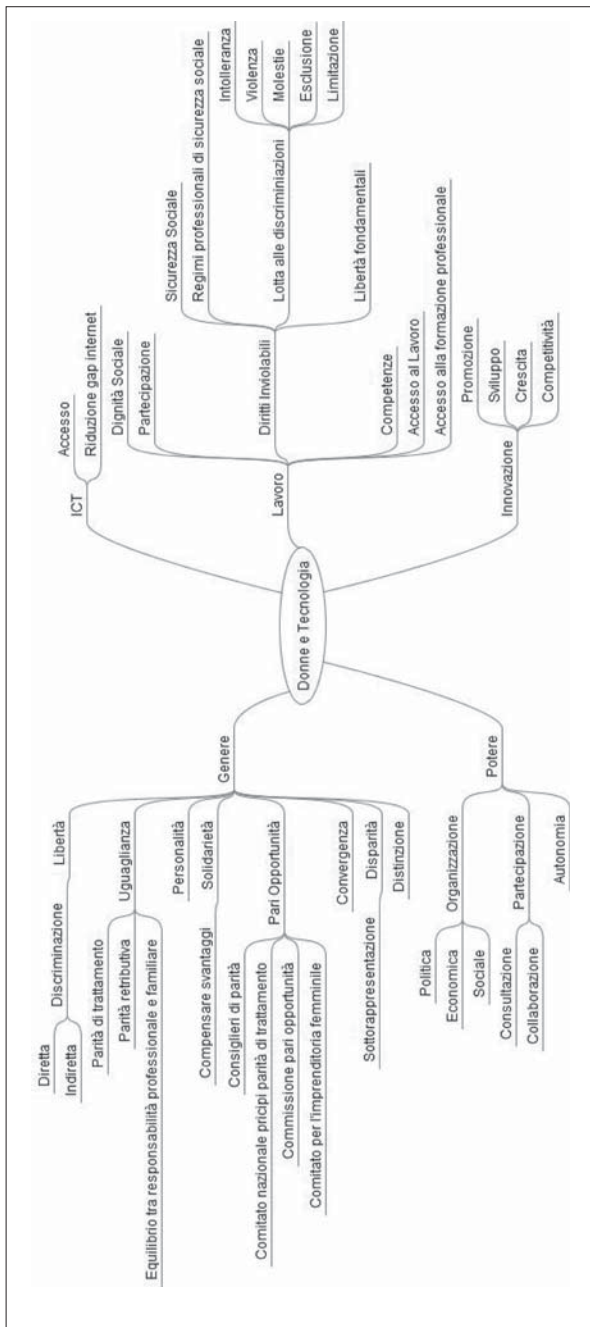 Donne e Tecnologia
Genere
Libertà
Discriminazione
Diretta
Indiretta
Uguaglianza
Parità di trattamento
Parità retributiva
Equilibrio tra responsabilità professionale e familiare
Personalità
Solidarietà
Compensare svantaggi
Pari Opportunità
Consiglieri di parità
Comitato nazionale pricipi parità di trattamento
Commissione pari opportunità
Comitato per l'imprenditoria femminile
Convergenza
Disparità
Sottorappresentazione
Distinzione
Potere
Organizzazione
Politica
Economica
Sociale
Partecipazione
Consultazione
Collaborazione
Autonomia
ICT
Accesso
Riduzione gap internet
Lavoro
Dignità Sociale
Partecipazione
Diritti Inviolabili
Sicurezza Sociale
Regimi professionali di sicurezza sociale
Lotta alle discriminiazioni
Intolleranza
Violenza
Molestie
Esclusione
Limitazione
Libertà fondamentali
Competenze
Accesso al Lavoro
Accesso alla formazione professionale
Innovazione
Promozione
Sviluppo
Crescita
Competitività